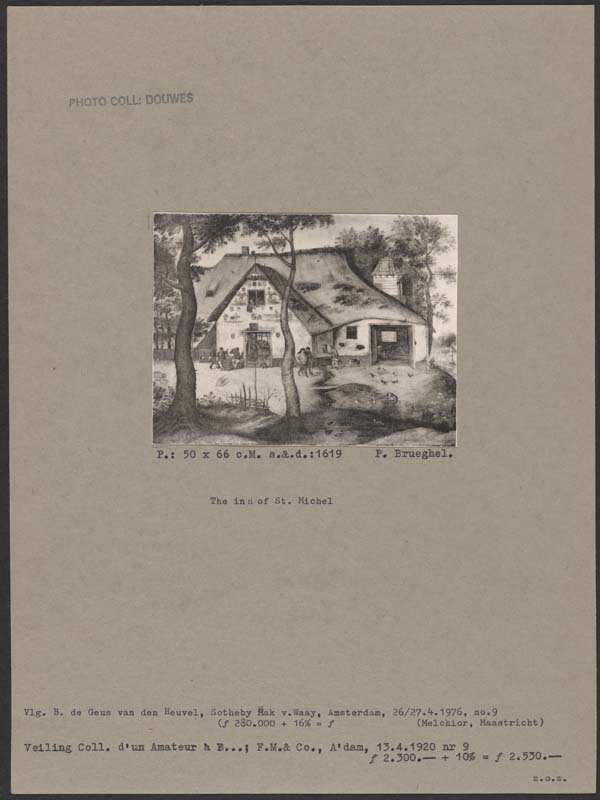 PHOTO COLL: DOUWES
P.: 50 x 66 c.M. s.&.d.:1619 P. Brueghel.
The inn of St. Michel
Vlg. B. de Geus van den Heuvel, Sotheby Mak v.Waay, Amsterdam, 26/27.4.1976, no.9
(ƒ 280.000 + 16% = ƒ (Melchior, Maastricht)
Veiling Coll. d'un Amateur à B...; F.M.& Co., A'dam, 13.4.1920 nr 9
ƒ 2.300.— + 10% = ƒ 2.530.—
z.o.z.